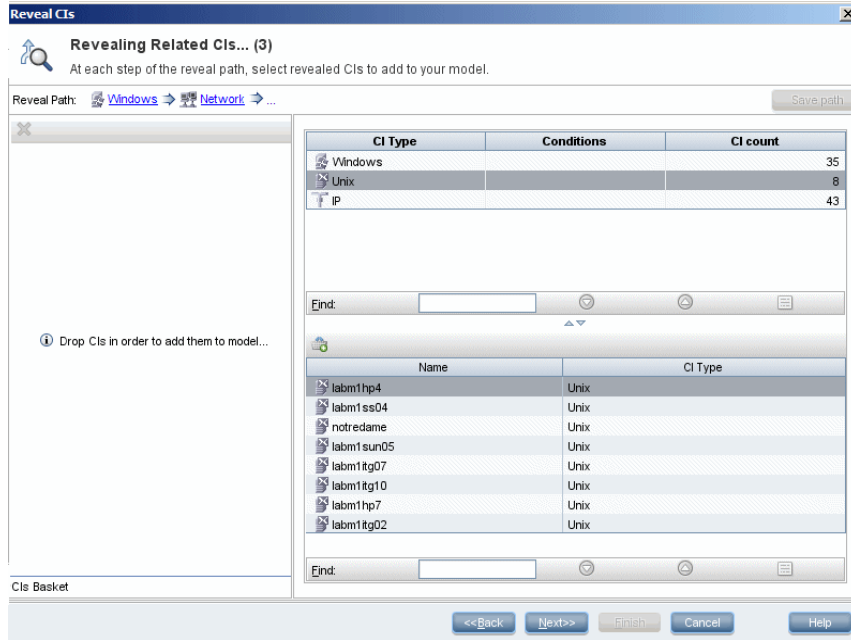 Reveal CIs
Revealing Related CIs... (3)
At each step of the reveal path, select revealed CIs to add to your model.
Reveal Path: Windows Network ...
Save path
CI Type Conditions CI count
Windows 35
Unix 8
IP 43
Find:
Drop CIs in order to add them to model...
Name CI Type
labm1hp4 Unix
labm1ss04 Unix
notredame Unix
labm1sun05 Unix
labm1itg07 Unix
labm1itg10 Unix
labm1hp7 Unix
labm1itg02 Unix
Find:
CIs Basket
<<Back Next>> Finish Cancel Help